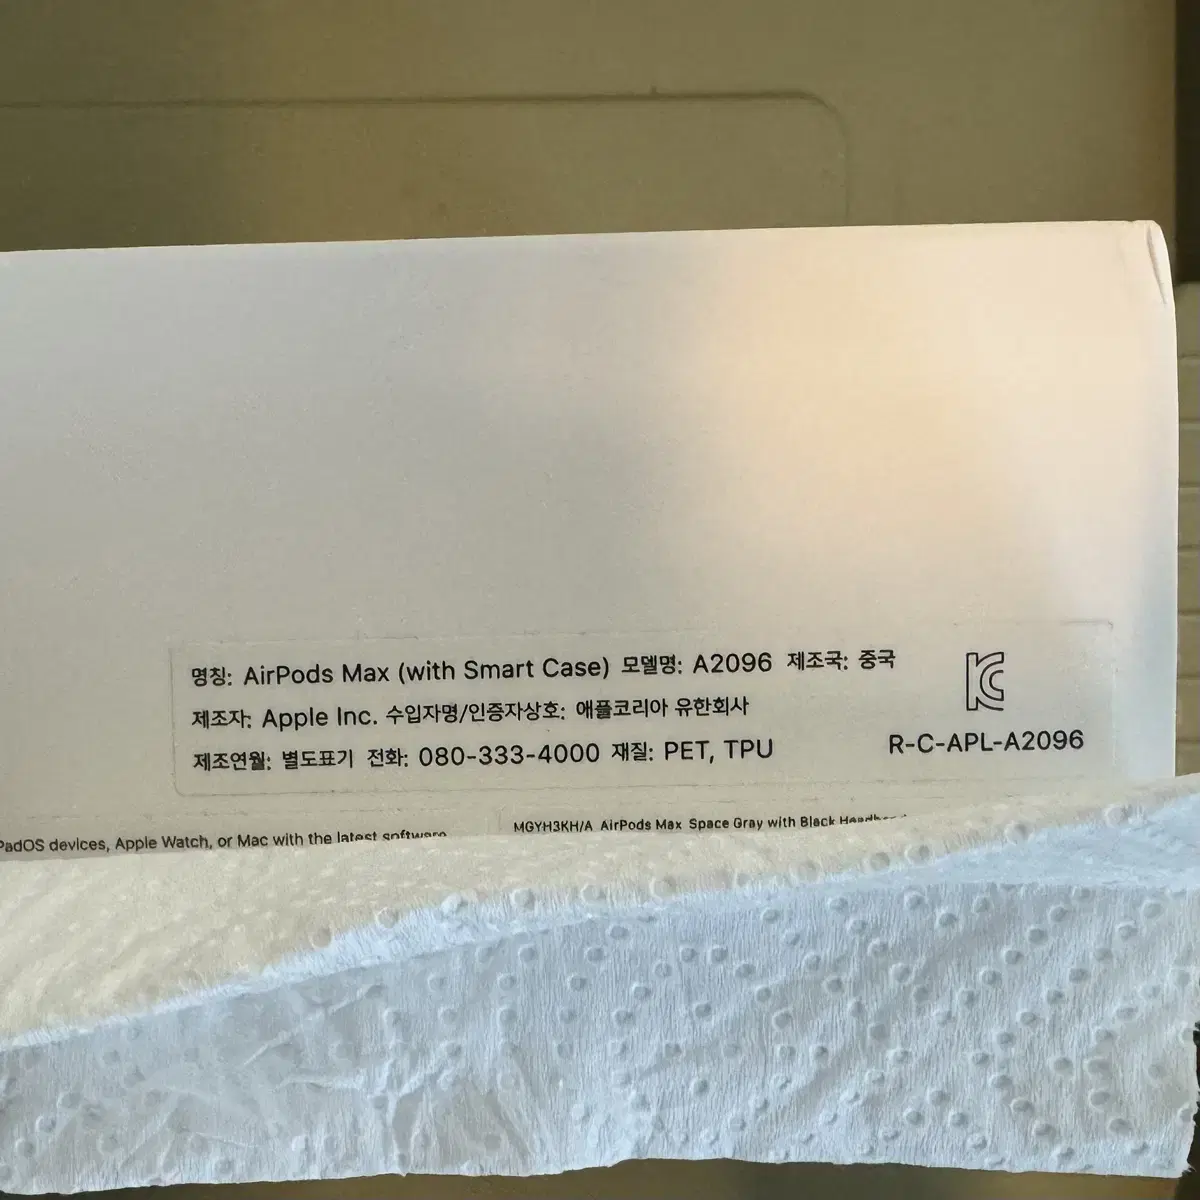 명칭: AirPods Max (with Smart Case) 모델명: A2096 제조국: 중국
제조자: Apple Inc. 수입자명/인증자상호: 애플코리아 유한회사
제조연월: 별도표기 전화: 080-333-4000 재질: PET, TPU
R-C-APL-A2096
PadOS devices, Apple Watch, or Mac with the latest software
MGYH3KH/A AirPods Max Space Gray with Black